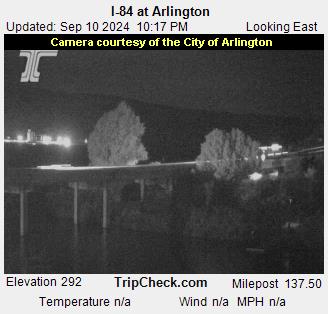 I-84 at Arlington
Updated: Sep 10 2024 10:17 PM Looking East
Camera courtesy of the City of Arlington
Elevation 292 TripCheck.com Milepost 137.50
Temperature n/a Wind n/a MPH n/a